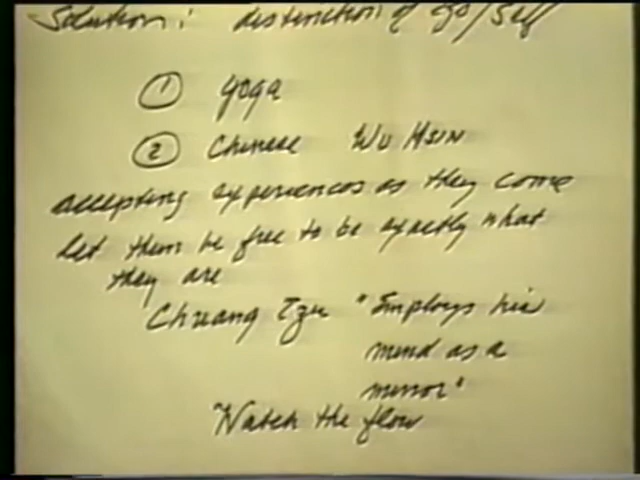 Solution: distinction of ego/self
① Yoga
② Chinese WU HSIN
accepting experiences as they come
let them be free to be exactly what
they are
Chuang Tzu "Employs his
mind as a
mirror"
"Watch the flow